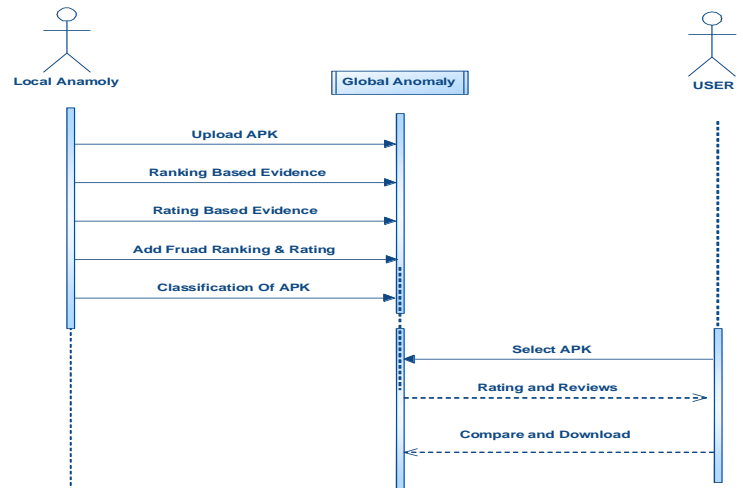 Local Anamoly
Global Anomaly
USER
Upload APK
Ranking Based Evidence
Rating Based Evidence
Add Fruad Ranking & Rating
Classification Of APK
Select APK
Rating and Reviews
Compare and Download